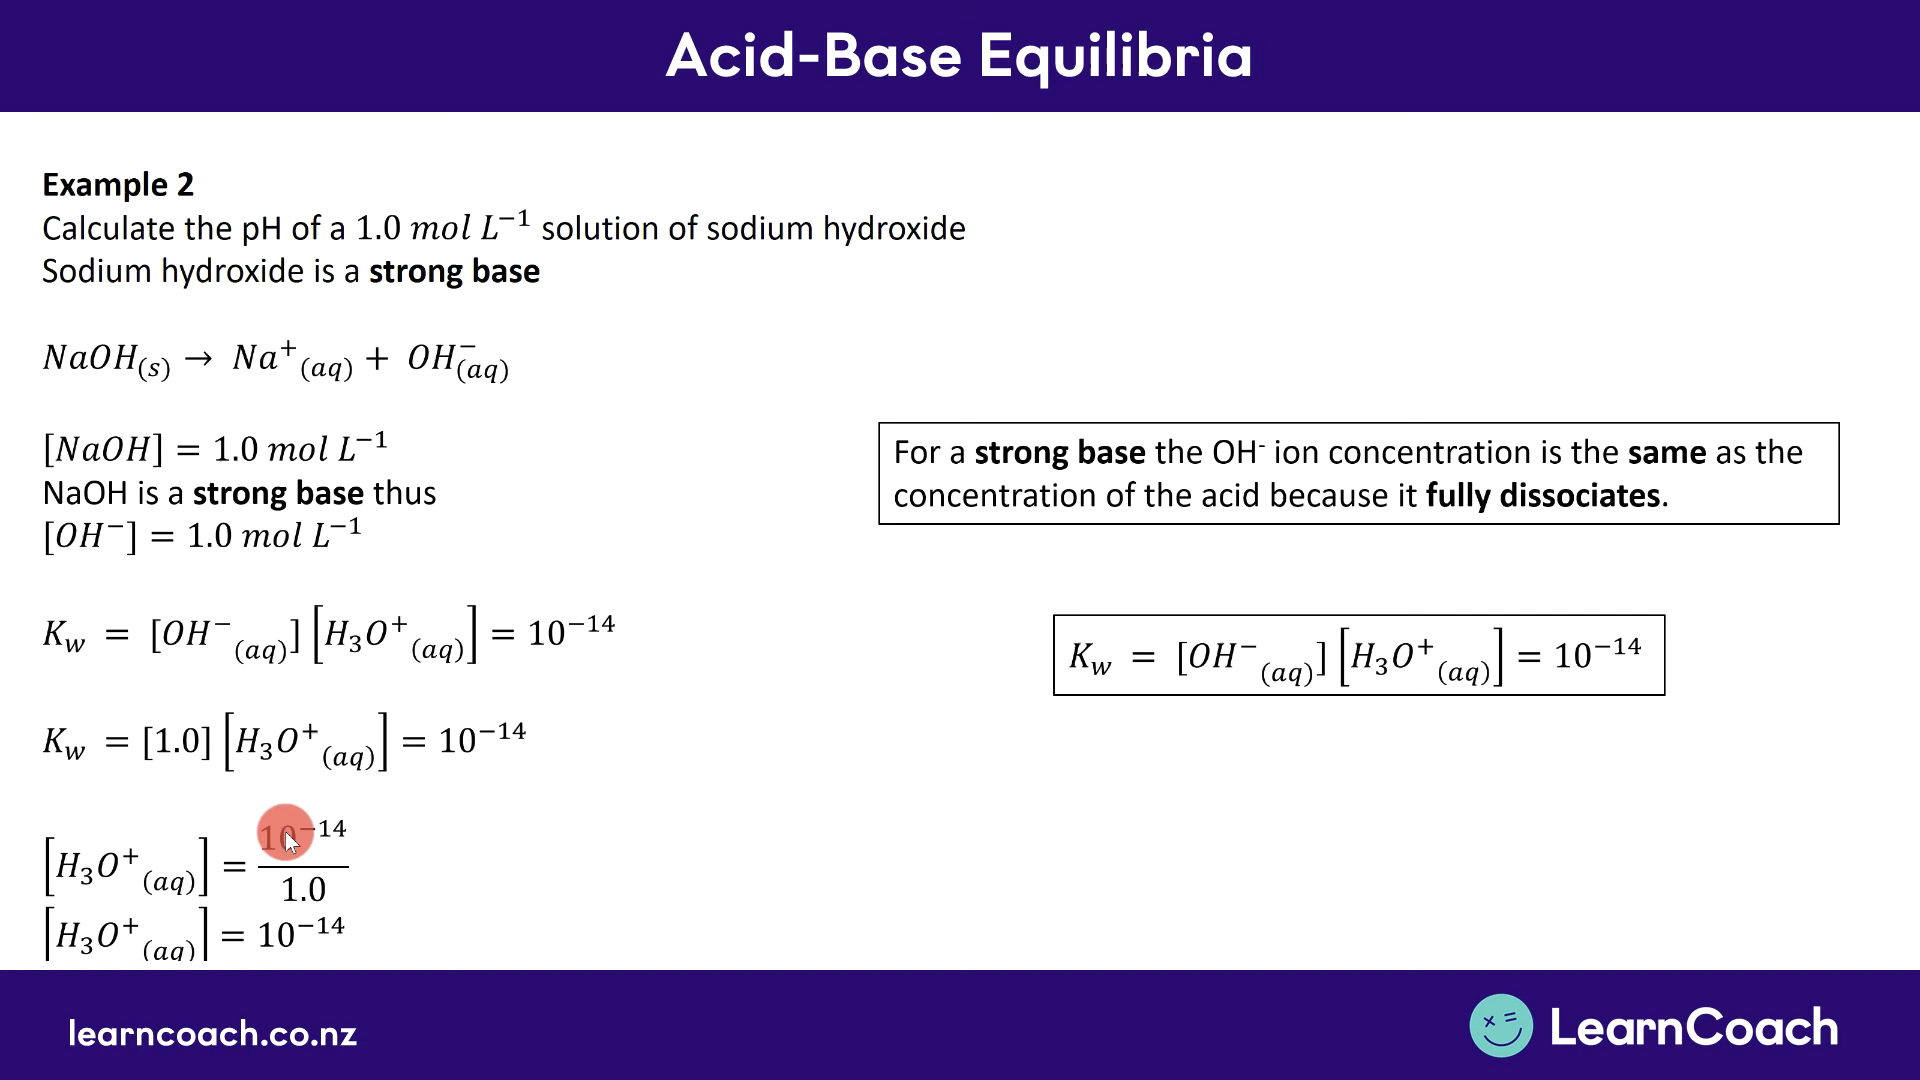 Acid-Base Equilibria
Example 2
Calculate the pH of a 1.0 mol L⁻¹ solution of sodium hydroxide
Sodium hydroxide is a strong base
NaOH₍s₎ → Na⁺₍aq₎ + OH⁻₍aq₎
[NaOH] = 1.0 mol L⁻¹
NaOH is a strong base thus
[OH⁻] = 1.0 mol L⁻¹
For a strong base the OH⁻ ion concentration is the same as the
concentration of the acid because it fully dissociates.
K_w = [OH⁻₍aq₎] [H₃O⁺₍aq₎] = 10⁻¹⁴
K_w = [OH⁻₍aq₎] [H₃O⁺₍aq₎] = 10⁻¹⁴
K_w = [1.0] [H₃O⁺₍aq₎] = 10⁻¹⁴
[H₃O⁺₍aq₎] = 10⁻¹⁴ / 1.0
[H₃O⁺₍aq₎] = 10⁻¹⁴
learncoach.co.nz
× =
LearnCoach